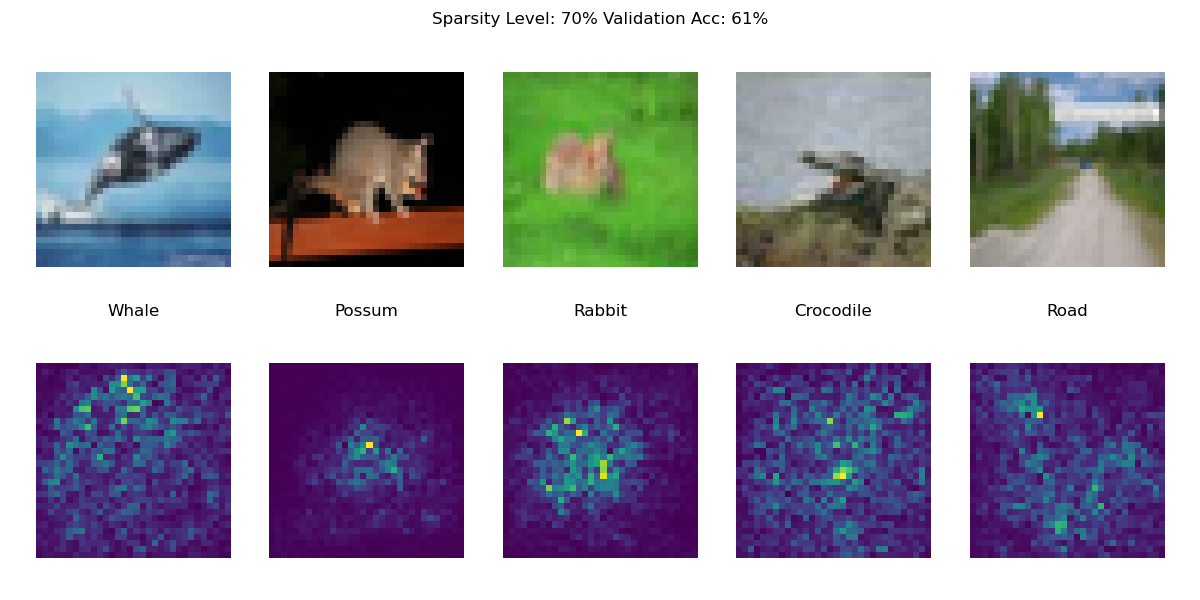 Sparsity Level: 70% Validation Acc: 61%
Whale
Possum
Rabbit
Crocodile
Road